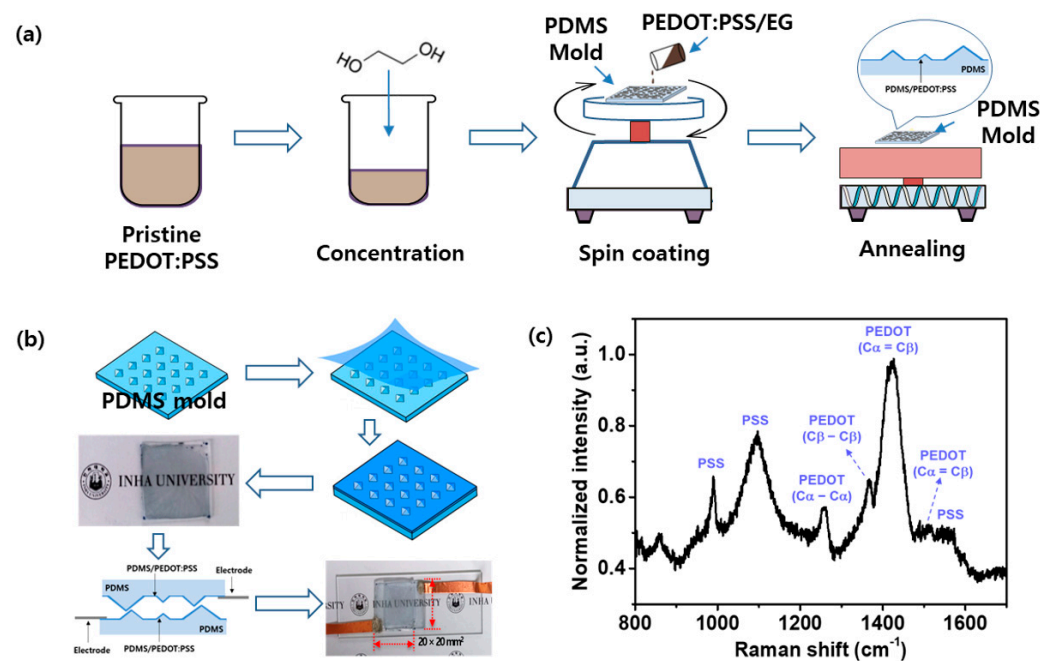 (a)
HO
OH
PDMS
Mold
PEDOT:PSS/EG
PDMS
PDMS/PEDOT:PSS
PDMS
Mold
Pristine
PEDOT:PSS
Concentration
Spin coating
Annealing
(b)
PDMS mold
INHA UNIVERSITY
PDMS/PEDOT:PSS
Electrode
PDMS
PDMS
Electrode
PDMS/PEDOT:PSS
INHA UNIVERSITY
INHA
20 × 20 mm²
(c)
Normalized intensity (a.u.)
1.0
0.8
0.6
0.4
PSS
PSS
PEDOT
(Cα – Cα)
PEDOT
(Cβ – Cβ)
PEDOT
(Cα = Cβ)
PEDOT
(Cα = Cβ)
PSS
800
1000
1200
1400
1600
Raman shift (cm⁻¹)